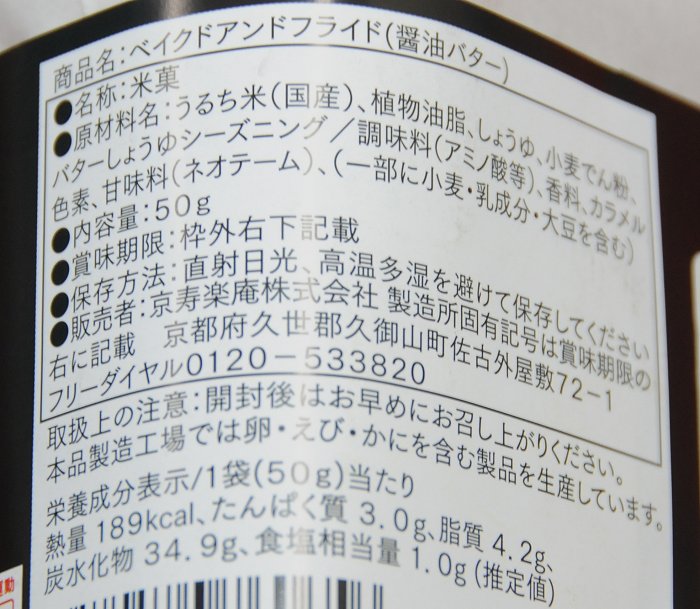 商品名:ベイクドアンドフライド(醤油バター)
●名称:米菓
●原材料名:うるち米(国産)、植物油脂、しょうゆ、小麦でん粉、
バターしょうゆシーズニング/調味料(アミノ酸等)、香料、カラメル
色素、甘味料(ネオテーム)、(一部に小麦・乳成分・大豆を含む)
●内容量:50g
●賞味期限:枠外右下記載
●保存方法:直射日光、高温多湿を避けて保存してください
●販売者:京寿楽庵株式会社 製造所固有記号は賞味期限の
右に記載 京都府久世郡久御山町佐古外屋敷72-1
フリーダイヤル0120-533820
取扱上の注意:開封後はお早めにお召し上がりください。
本品製造工場では卵・えび・かにを含む製品を生産しています。
栄養成分表示/1袋(50g)当たり
熱量 189kcal、たんぱく質 3.0g、脂質 4.2g、
炭水化物 34.9g、食塩相当量 1.0g(推定値)